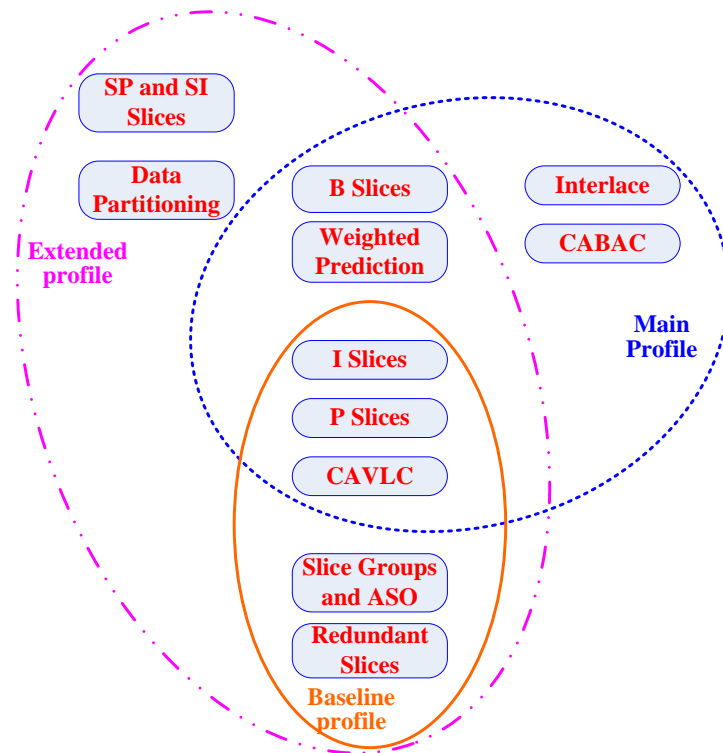 SP and SI
Slices
Data
Partitioning
B Slices
Interlace
Weighted
Prediction
CABAC
Extended
profile
Main
Profile
I Slices
P Slices
CAVLC
Slice Groups
and ASO
Redundant
Slices
Baseline
profile